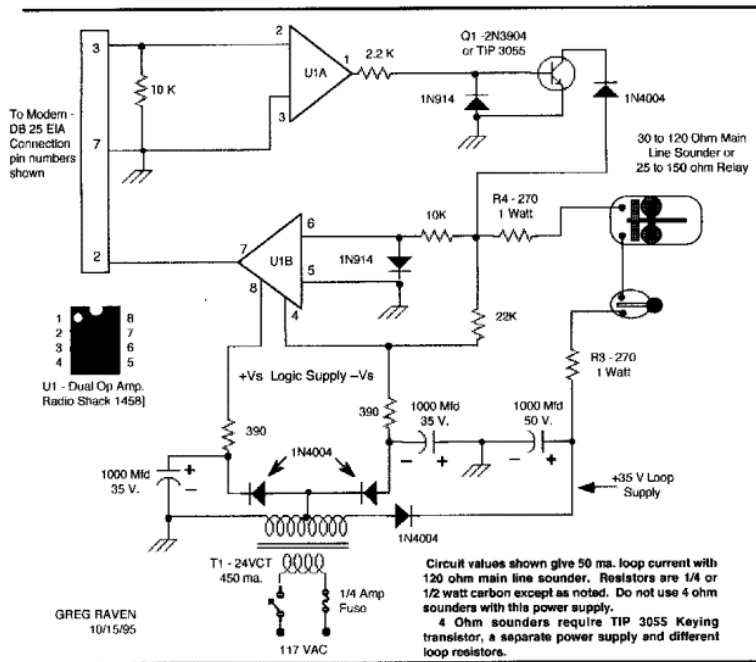 3
2
1
2.2 K
Q1 -2N3904
or TIP 3055
U1A
10 K
3
1N914
1N4004
To Modem -
DB 25 EIA
Connection
pin numbers
shown
7
30 to 120 Ohm Main
Line Sounder or
25 to 150 ohm Relay
R4 - 270
1 Watt
10K
6
7
U1B
1N914
5
2
8
4
22K
1
2
3
4
8
7
6
5
U1 - Dual Op Amp.
Radio Shack 1458]
+Vs Logic Supply -Vs
R3 - 270
1 Watt
390
390
1000 Mfd
35 V.
1000 Mfd
50 V.
+
+
1N4004
1000 Mfd
35 V.
+
+35 V Loop
Supply
1N4004
T1 - 24VCT
450 ma.
1/4 Amp
Fuse
117 VAC
GREG RAVEN
10/15/95
Circuit values shown give 50 ma. loop current with
120 ohm main line sounder. Resistors are 1/4 or
1/2 watt carbon except as noted. Do not use 4 ohm
sounders with this power supply.
4 Ohm sounders require TIP 3055 Keying
transistor, a separate power supply and different
loop resistors.